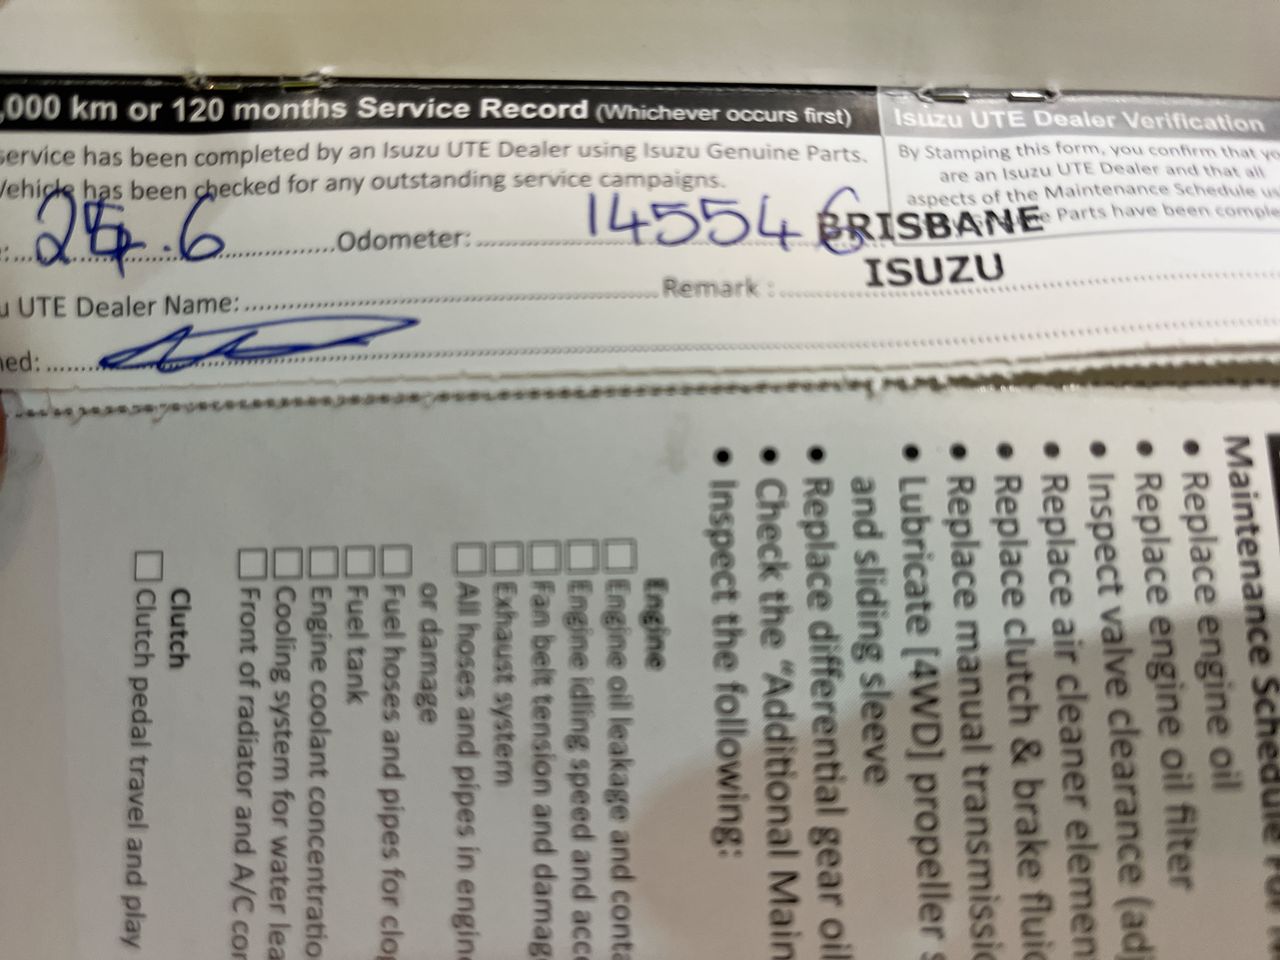 ,000 km or 120 months Service Record (Whichever occurs first)
service has been completed by an Isuzu UTE Dealer using Isuzu Genuine Parts.
Vehicle has been checked for any outstanding service campaigns.
.6 Odometer: 145546
u UTE Dealer Name: Remark :
ned:
Isuzu UTE Dealer Verification
By Stamping this form, you confirm that yo
are an Isuzu UTE Dealer and that all
aspects of the Maintenance Schedule us
Parts have been comple
BRISBANE
ISUZU
Maintenance Schedule
• Replace engine oil
• Replace engine oil filter
• Inspect valve clearance (adj
• Replace air cleaner elemen
• Replace clutch & brake fluid
• Replace manual transmissio
• Lubricate [4WD] propeller s
and sliding sleeve
• Replace differential gear oil
• Check the "Additional Main
• Inspect the following:
Engine
Engine oil leakage and conta
Engine idling speed and acce
Fan belt tension and damag
Exhaust system
All hoses and pipes in engin
or damage
Fuel hoses and pipes for clog
Fuel tank
Engine coolant concentratio
Cooling system for water lea
Front of radiator and A/C con
Clutch
Clutch pedal travel and play